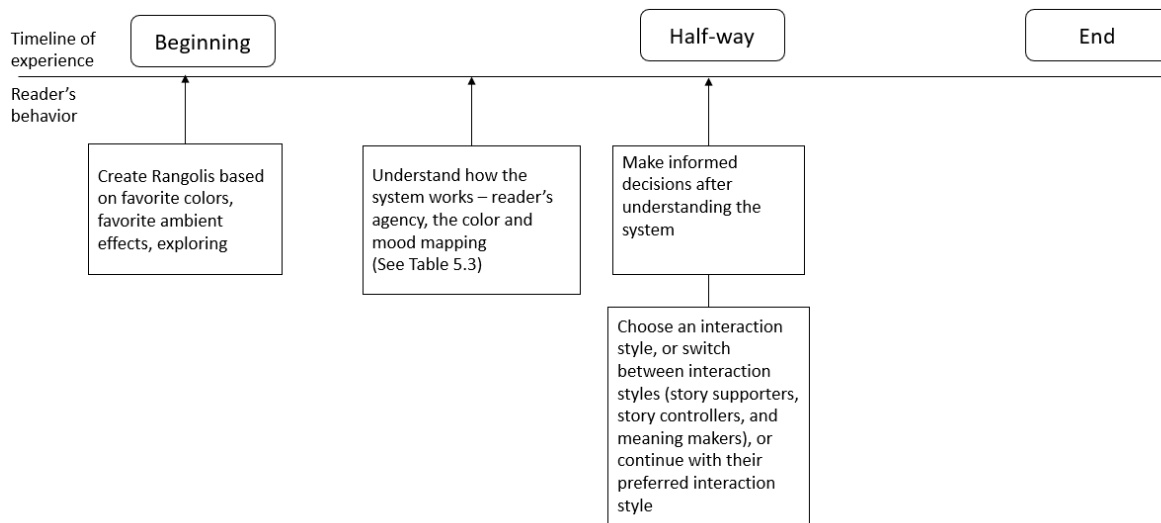 Timeline of
experience
Beginning
Half-way
End
Reader's
behavior
Create Rangolis based
on favorite colors,
favorite ambient
effects, exploring
Understand how the
system works – reader's
agency, the color and
mood mapping
(See Table 5.3)
Make informed
decisions after
understanding the
system
Choose an interaction
style, or switch
between interaction
styles (story supporters,
story controllers, and
meaning makers), or
continue with their
preferred interaction
style